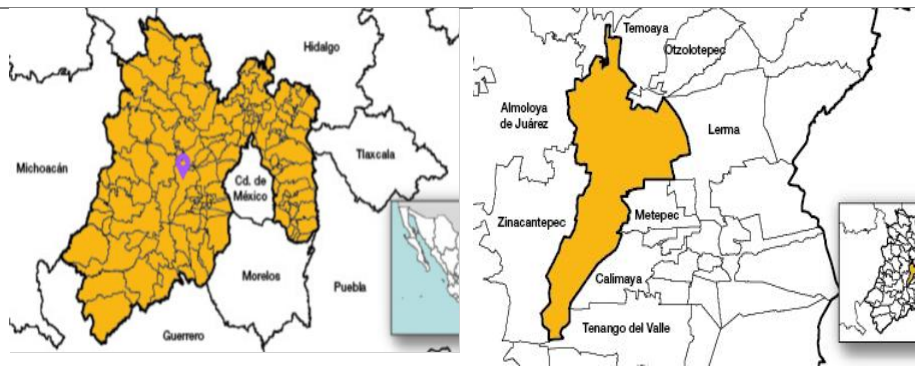 Hidalgo
Michoacán
Tlaxcala
Cd. de
México
Morelos
Puebla
Guerrero
Temoaya
Otzolotepec
Almoloya
de Juárez
Lerma
Zinacantepec
Metepec
Calimaya
Tenango del Valle